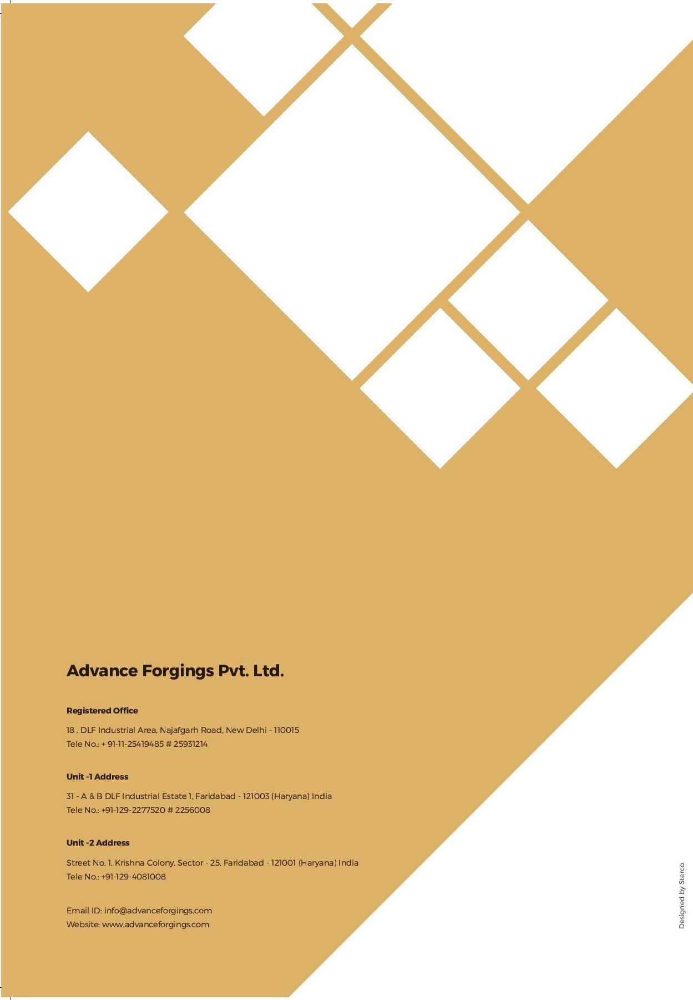 Advance Forgings Pvt. Ltd.
Registered Office
18 , DLF Industrial Area, Najafgarh Road, New Delhi - 110015
Tele No.: + 91-11-25419485 # 25931214
Unit -1 Address
31 - A & B DLF Industrial Estate 1, Faridabad - 121003 (Haryana) India
Tele No.: +91-129-2277520 # 2256008
Unit -2 Address
Street No. 1, Krishna Colony, Sector - 25, Faridabad - 121001 (Haryana) India
Tele No.: +91-129-4081008
Email ID: info@advanceforgings.com
Website: www.advanceforgings.com
Designed by Sterco